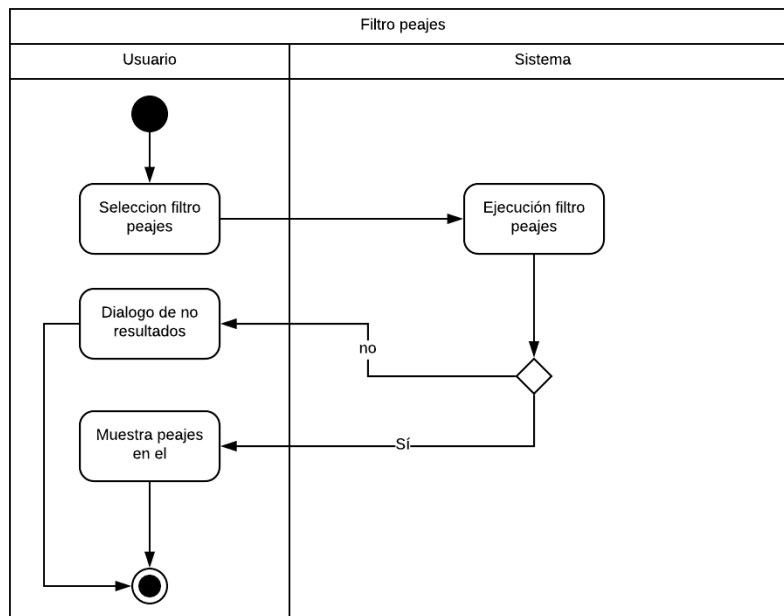 Filtro peajes
Usuario
Sistema
Seleccion filtro
peajes
Ejecución filtro
peajes
Dialogo de no
resultados
no
Muestra peajes
en el
Sí